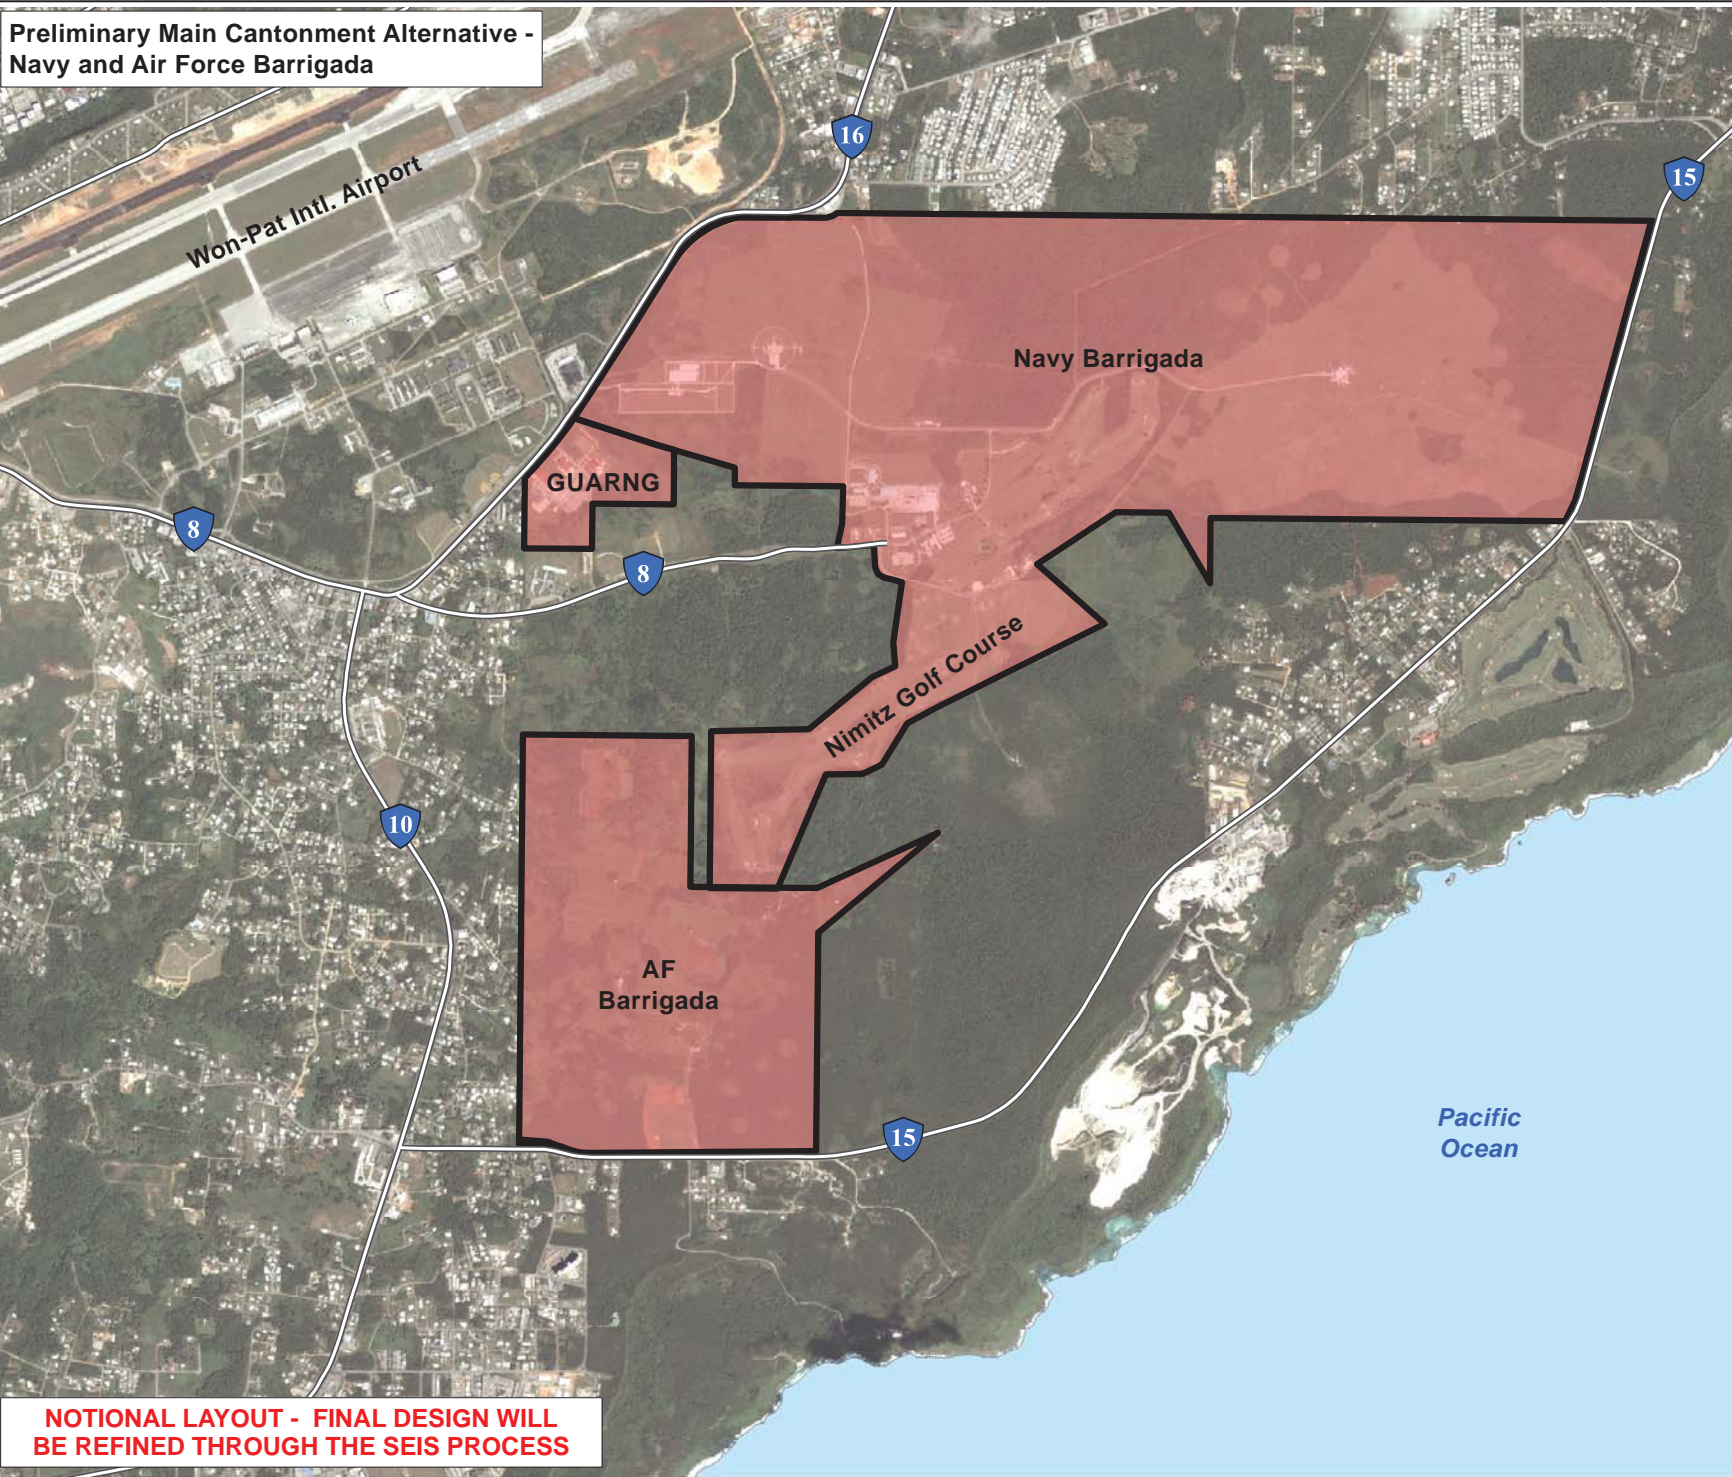 Preliminary Main Cantonment Alternative -
Navy and Air Force Barrigada
16
15
Won-Pat Intl. Airport
Navy Barrigada
GUARNG
8
8
Nimitz Golf Course
10
AF
Barrigada
15
Pacific
Ocean
NOTIONAL LAYOUT - FINAL DESIGN WILL
BE REFINED THROUGH THE SEIS PROCESS